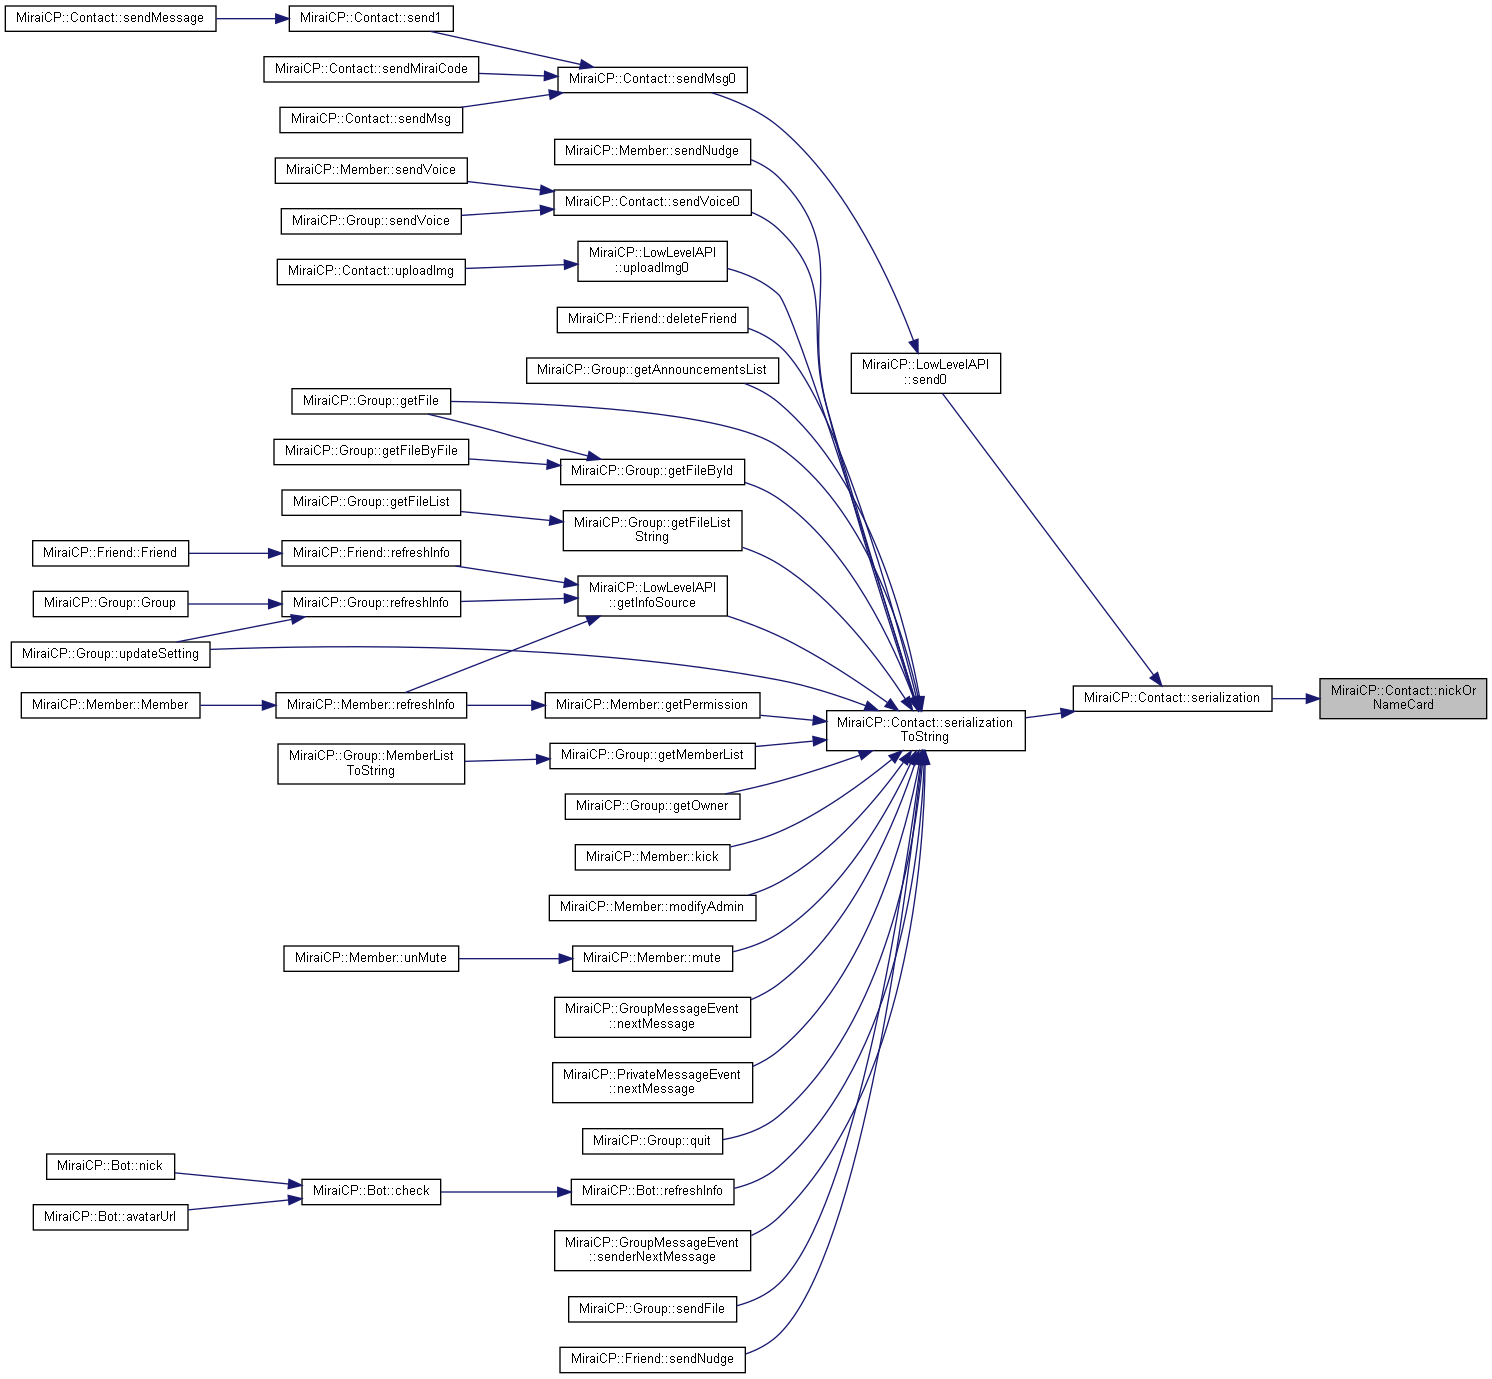 MiraiCP::Contact::sendMessage
MiraiCP::Contact::send1
MiraiCP::Contact::sendMiraiCode
MiraiCP::Contact::sendMsg0
MiraiCP::Contact::sendMsg
MiraiCP::Member::sendNudge
MiraiCP::Member::sendVoice
MiraiCP::Contact::sendVoice0
MiraiCP::Group::sendVoice
MiraiCP::LowLevelAPI
::uploadImg0
MiraiCP::Contact::uploadImg
MiraiCP::Friend::deleteFriend
MiraiCP::Group::getAnnouncementsList
MiraiCP::LowLevelAPI
::send0
MiraiCP::Group::getFile
MiraiCP::Group::getFileByFile
MiraiCP::Group::getFileById
MiraiCP::Group::getFileList
MiraiCP::Group::getFileList
String
MiraiCP::Friend::Friend
MiraiCP::Friend::refreshInfo
MiraiCP::LowLevelAPI
::getInfoSource
MiraiCP::Group::Group
MiraiCP::Group::refreshInfo
MiraiCP::Group::updateSetting
MiraiCP::Member::Member
MiraiCP::Member::refreshInfo
MiraiCP::Member::getPermission
MiraiCP::Contact::serialization
ToString
MiraiCP::Contact::serialization
MiraiCP::Contact::nickOr
NameCard
MiraiCP::Group::MemberList
ToString
MiraiCP::Group::getMemberList
MiraiCP::Group::getOwner
MiraiCP::Member::kick
MiraiCP::Member::modifyAdmin
MiraiCP::Member::unMute
MiraiCP::Member::mute
MiraiCP::GroupMessageEvent
::nextMessage
MiraiCP::PrivateMessageEvent
::nextMessage
MiraiCP::Group::quit
MiraiCP::Bot::nick
MiraiCP::Bot::check
MiraiCP::Bot::refreshInfo
MiraiCP::Bot::avatarUrl
MiraiCP::GroupMessageEvent
::senderNextMessage
MiraiCP::Group::sendFile
MiraiCP::Friend::sendNudge